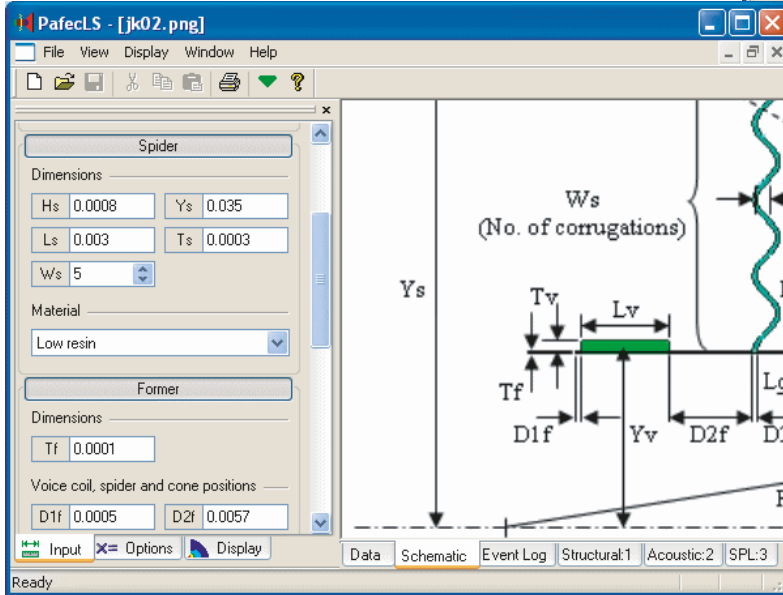 PafecLS - [jk02.png]
File View Display Window Help
Spider
Dimensions
Hs 0.0008 Ys 0.035
Ls 0.003 Ts 0.0003
Ws 5
Material
Low resin
Former
Dimensions
Tf 0.0001
Voice coil, spider and cone positions
D1f 0.0005 D2f 0.0057
Input X= Options Display
Ws
(No. of corrugations)
Ys
Tv
Lv
Tf
D1f
Yv
D2f
Data Schematic Event Log Structural:1 Acoustic:2 SPL:3
Ready